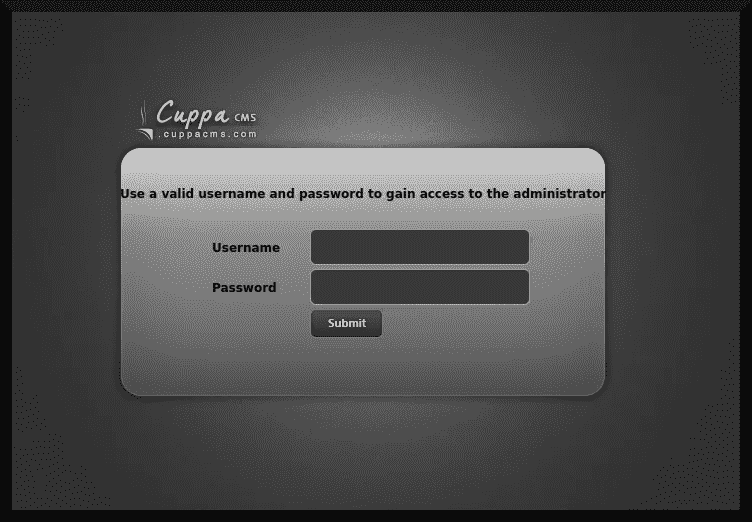 Cuppa CMS
.cuppacms.com
Use a valid username and password to gain access to the administrator
Username
Password
Submit